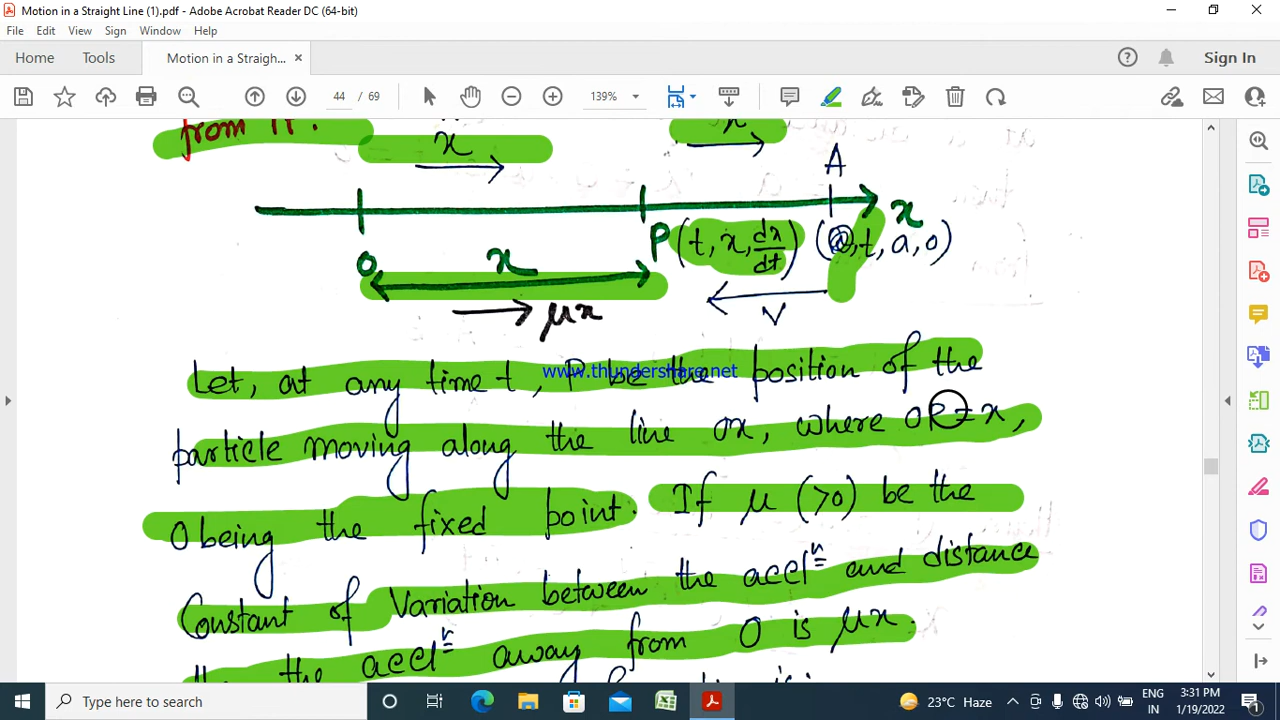 Motion in a Straight Line (1).pdf - Adobe Acrobat Reader DC (64-bit)
File Edit View Sign Window Help
Home Tools Motion in a Straigh... × Sign In
44 / 69 139%
from it.
x
A
x
O x P (t, x, dx/dt) (t, a, 0)
μx V
Let, at any time t, P be the position of the
www.thundershare.net
particle moving along the line ox, where OP = x,
O being the fixed point. If μ (>0) be the
Constant of Variation between the accln and distance
the accln away from O is μx.
Type here to search
23°C Haze
ENG
IN
3:31 PM
1/19/2022